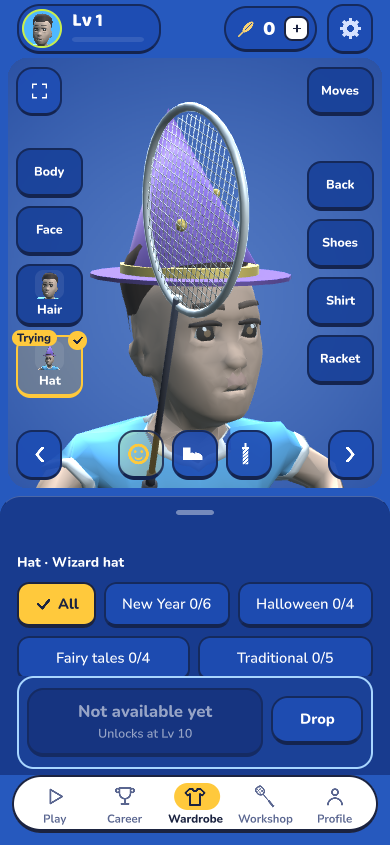 Lv 1
0
+
Moves
Body
Face
Hair
Trying
Hat
Back
Shoes
Shirt
Racket
Hat · Wizard hat
All
New Year 0/6
Halloween 0/4
Fairy tales 0/4
Traditional 0/5
Not available yet
Unlocks at Lv 10
Drop
Play
Career
Wardrobe
Workshop
Profile